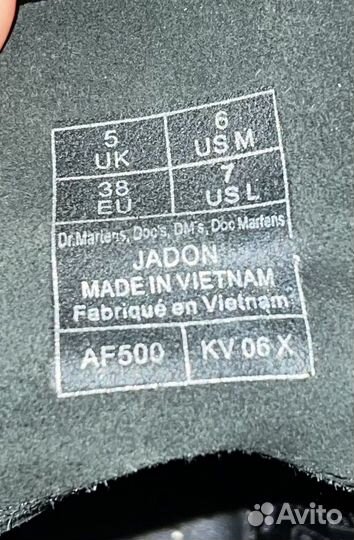 5 UK
6 US M
38 EU
7 US L
Dr.Martens, Doc's, DM's, Doc Martens
JADON
MADE IN VIETNAM
Fabriqué en Vietnam
AF500 KV 06 X
Avito